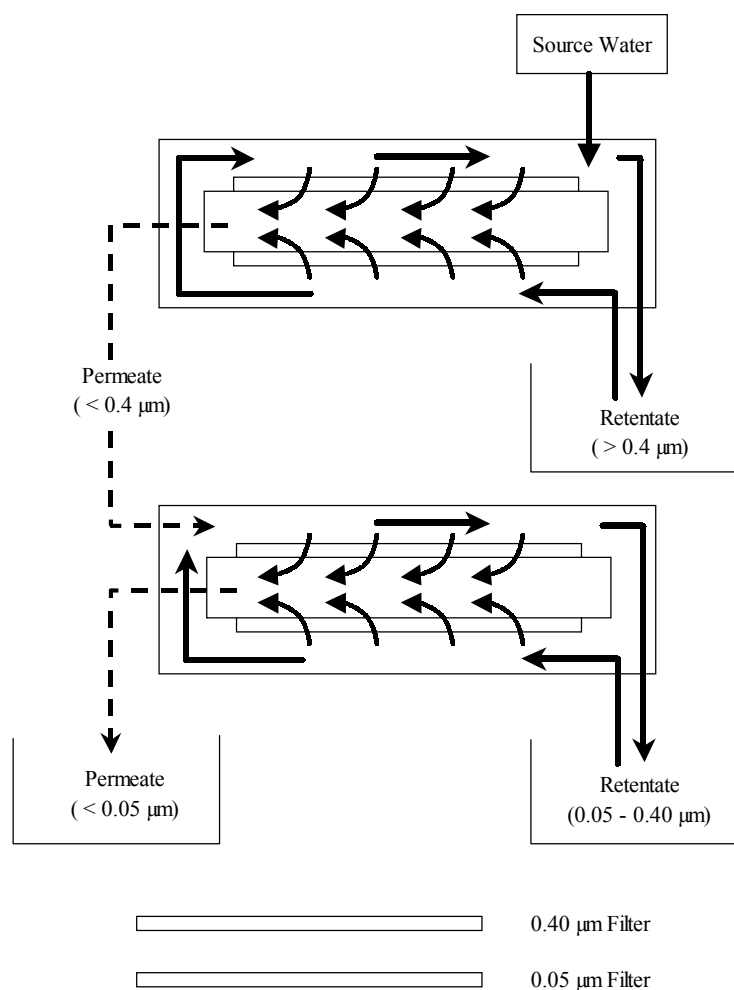 Source Water
Permeate
( < 0.4 μm)
Retentate
( > 0.4 μm)
Permeate
( < 0.05 μm)
Retentate
(0.05 - 0.40 μm)
0.40 μm Filter
0.05 μm Filter